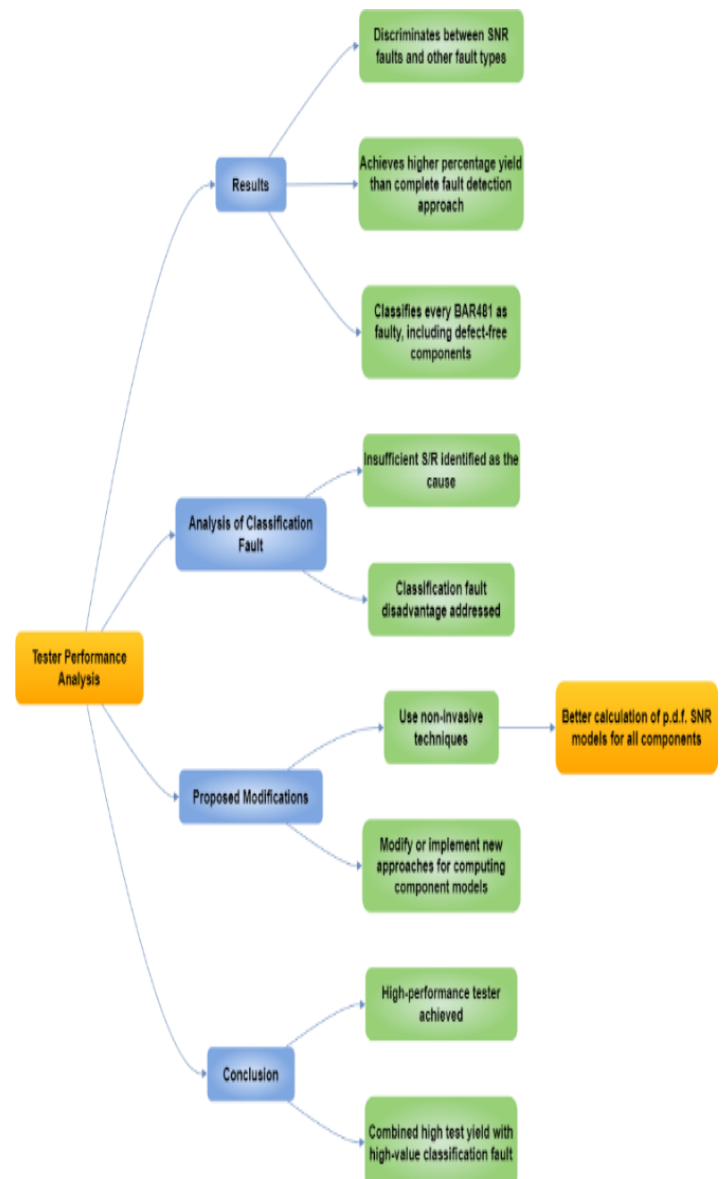 Discriminates between SNR
faults and other fault types
Results
Achieves higher percentage yield
than complete fault detection
approach
Classifies every BAR481 as
faulty, including defect-free
components
Analysis of Classification
Fault
Insufficient S/R identified as the
cause
Classification fault
disadvantage addressed
Tester Performance
Analysis
Proposed Modifications
Use non-invasive
techniques
Better calculation of p.d.f. SNR
models for all components
Modify or implement new
approaches for computing
component models
Conclusion
High-performance tester
achieved
Combined high test yield with
high-value classification fault